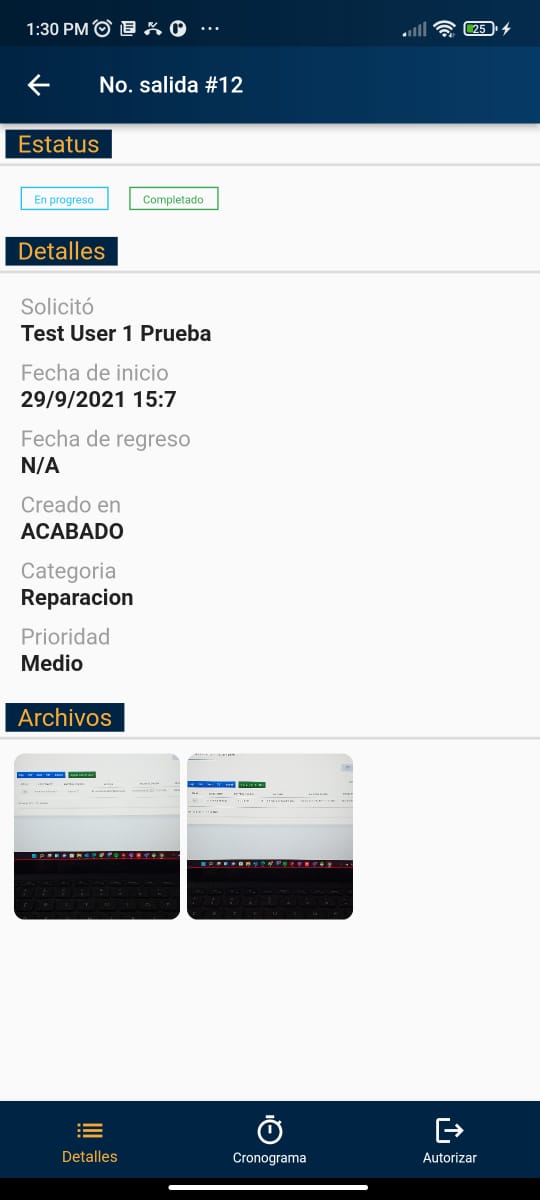 1:30 PM
25
No. salida #12
Estatus
En progreso
Completado
Detalles
Solicitó
Test User 1 Prueba
Fecha de inicio
29/9/2021 15:7
Fecha de regreso
N/A
Creado en
ACABADO
Categoria
Reparacion
Prioridad
Medio
Archivos
Detalles
Cronograma
Autorizar